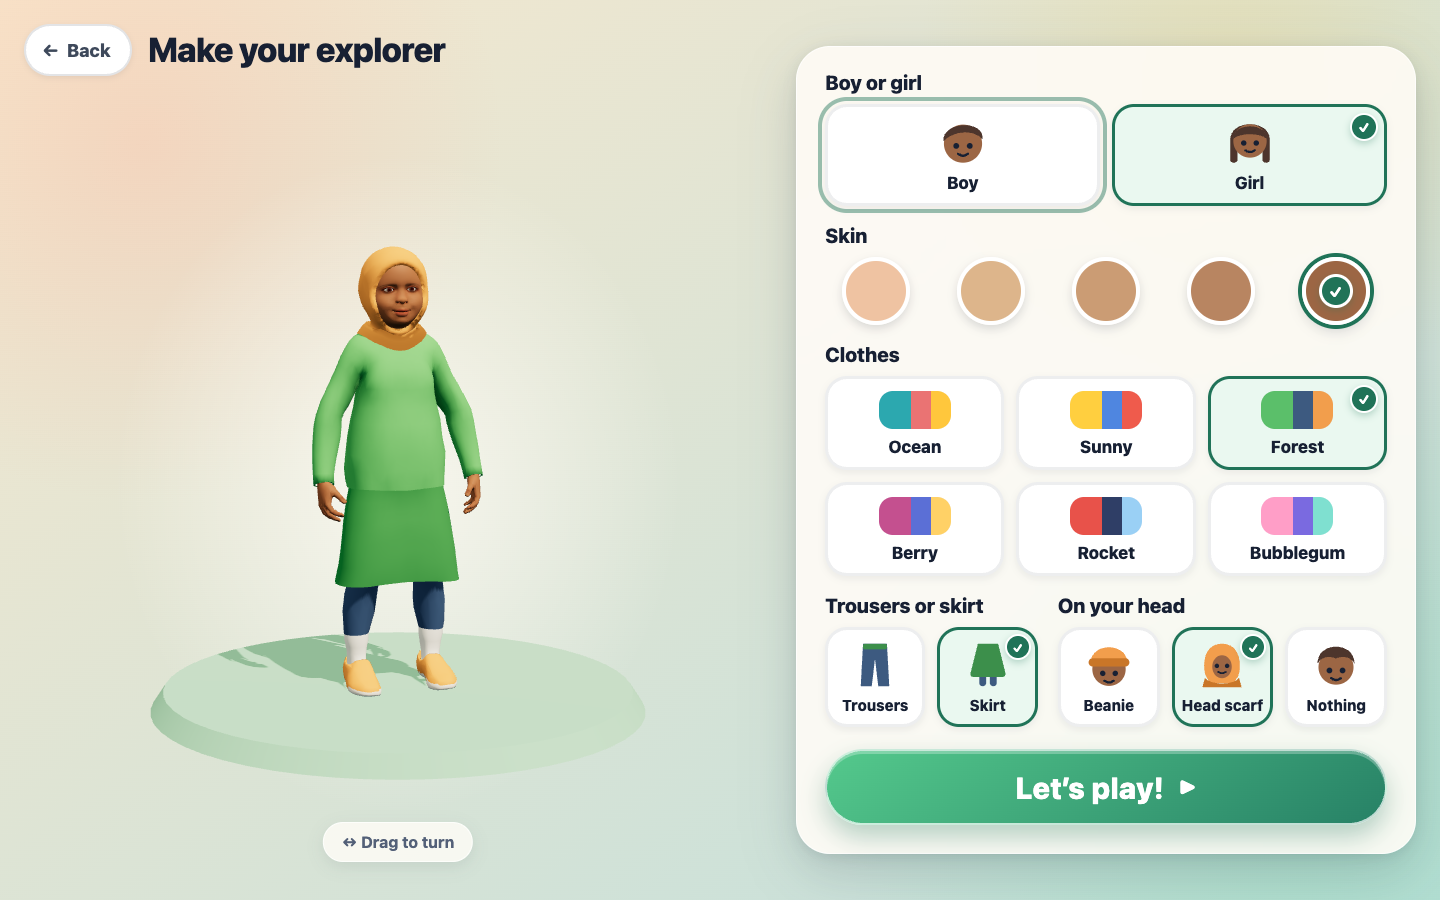 Back
Make your explorer
Boy or girl
Boy
Girl
Skin
Clothes
Ocean
Sunny
Forest
Berry
Rocket
Bubblegum
Trousers or skirt
On your head
Trousers
Skirt
Beanie
Head scarf
Nothing
Let's play!
Drag to turn